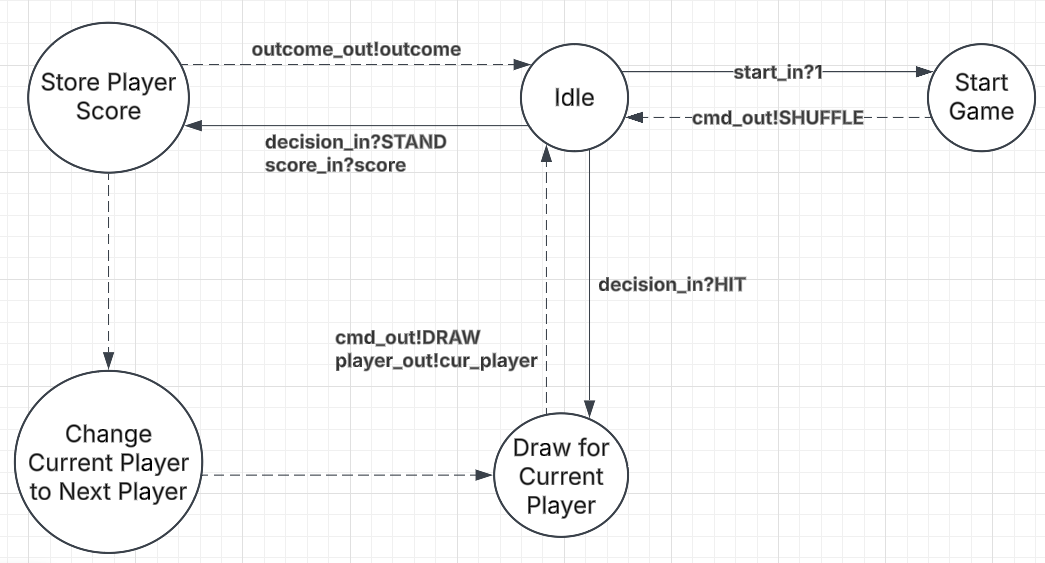 outcome_out!outcome
Store Player
Score
Idle
start_in?1
Start
Game
cmd_out!SHUFFLE
decision_in?STAND
score_in?score
decision_in?HIT
cmd_out!DRAW
player_out!cur_player
Change
Current Player
to Next Player
Draw for
Current
Player